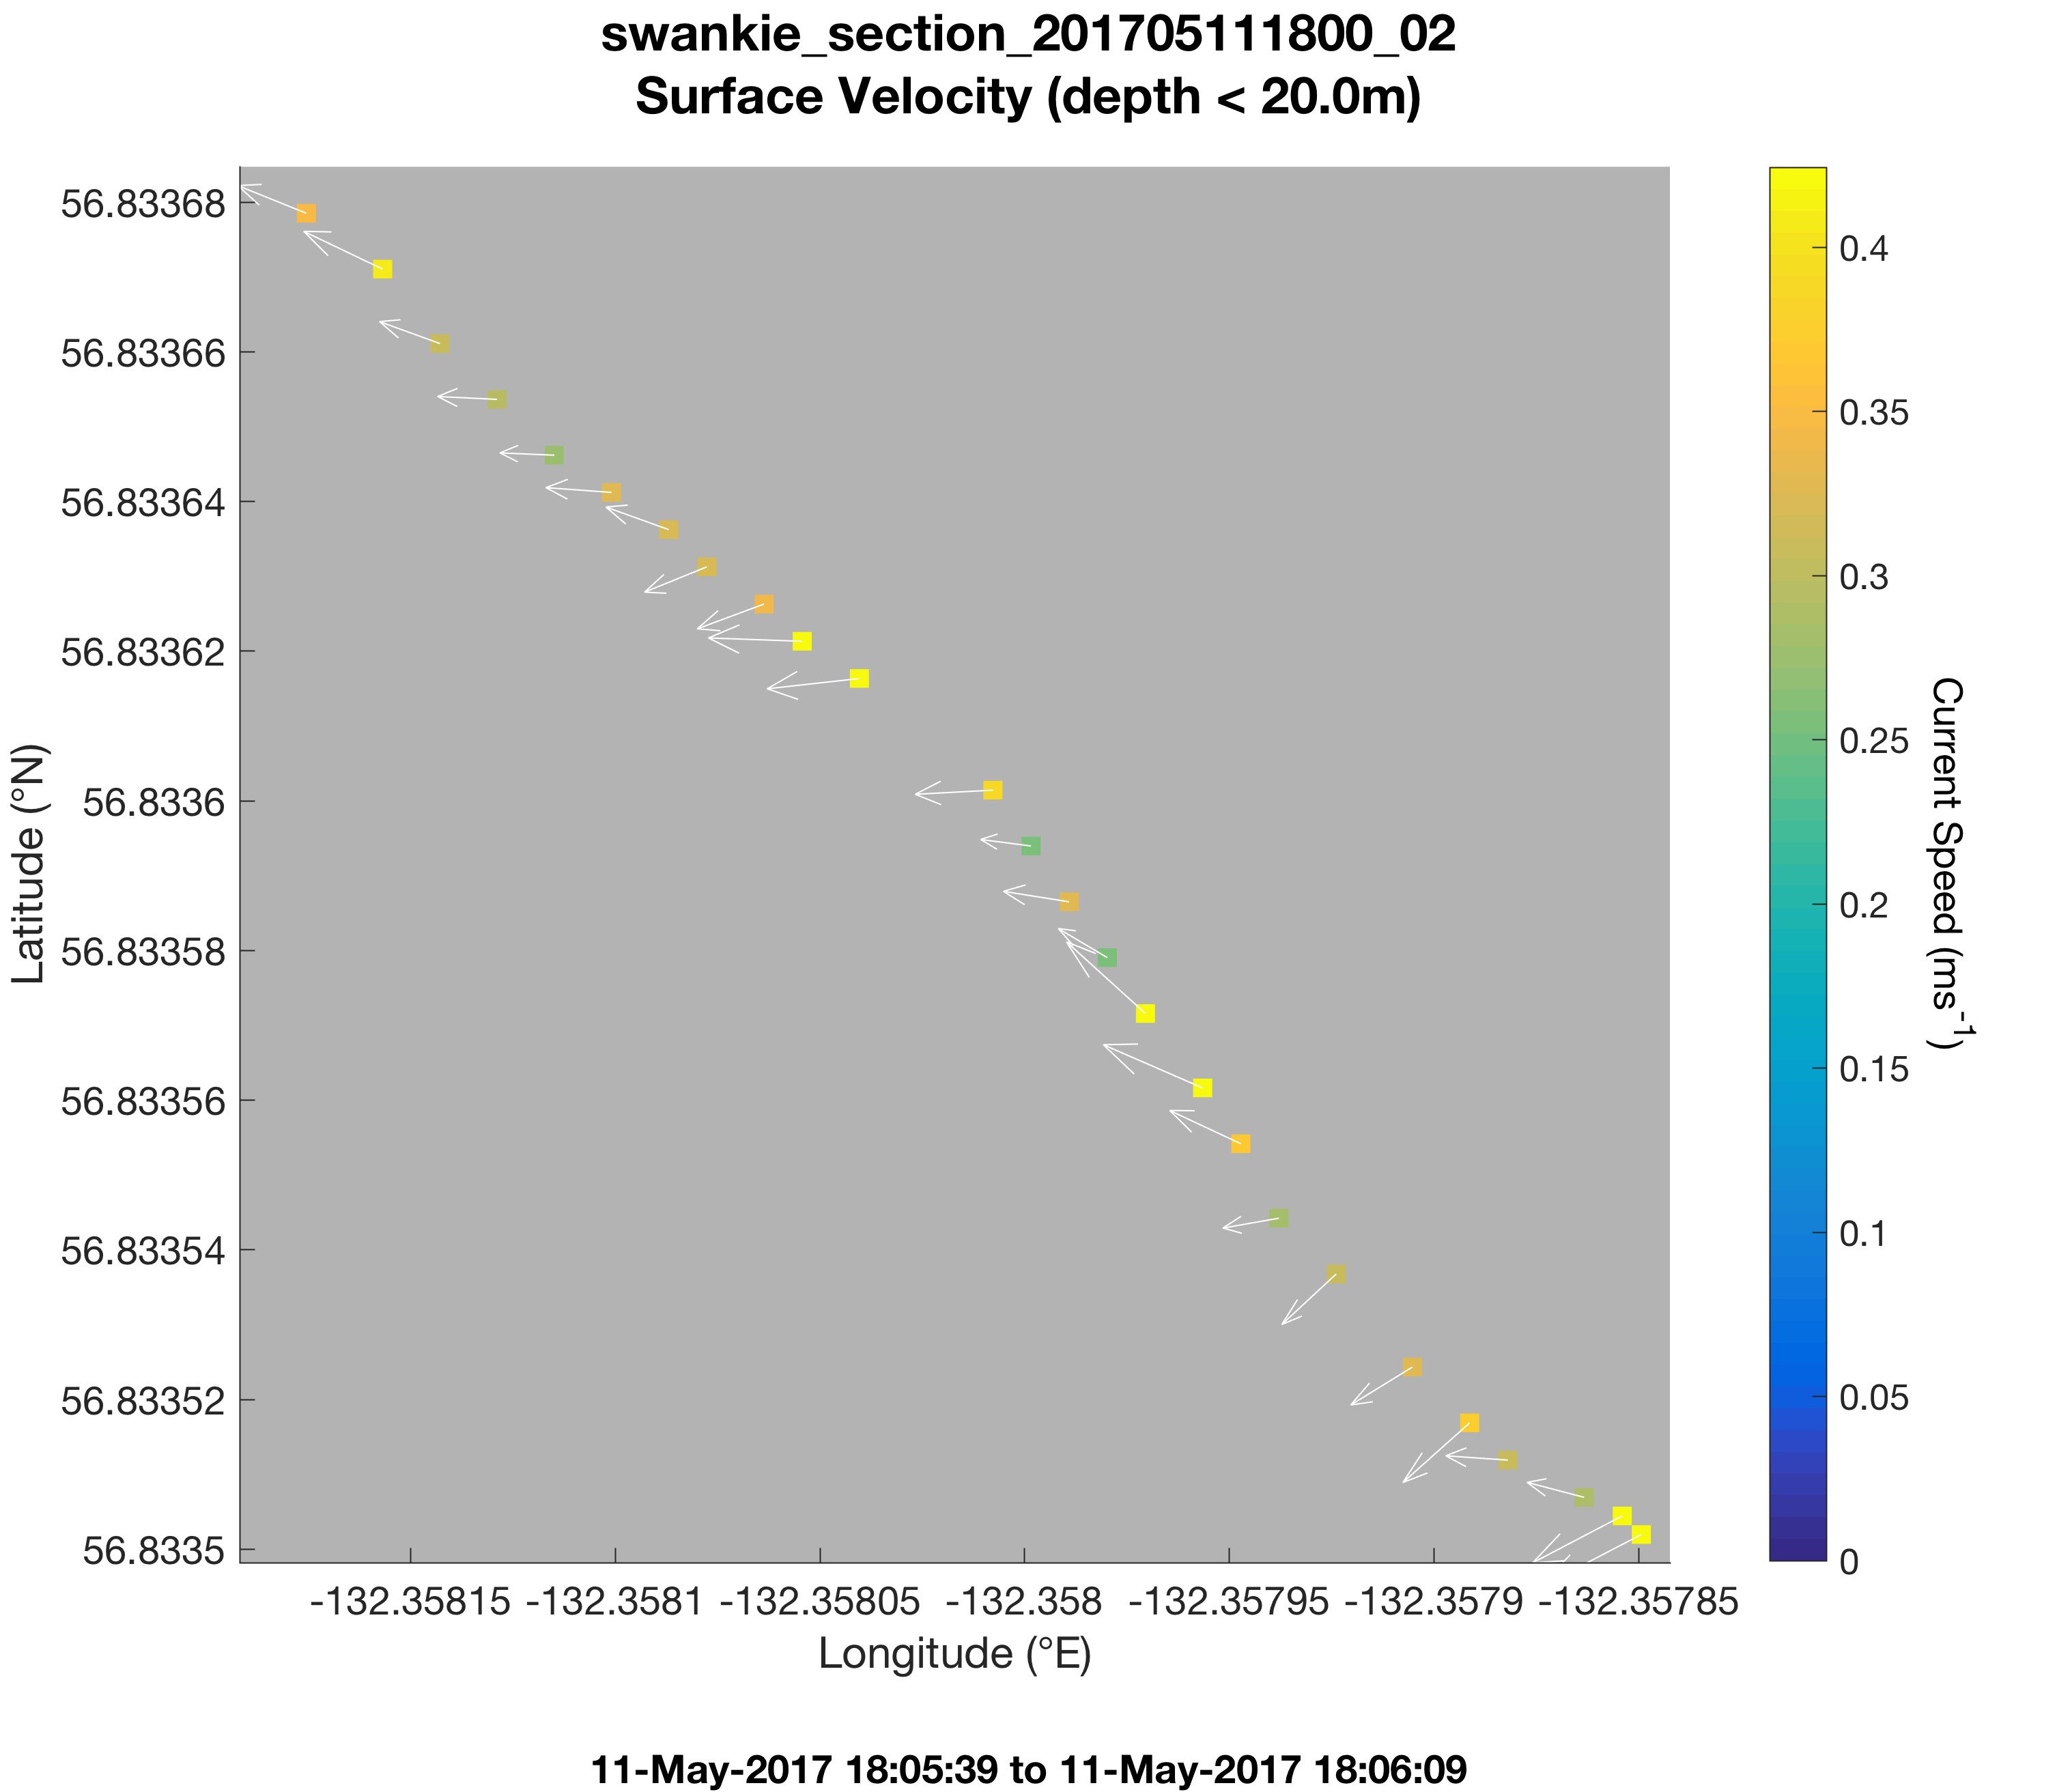 swankie_section_201705111800_02
Surface Velocity (depth < 20.0m)
56.83368
56.83366
56.83364
56.83362
56.8336
56.83358
56.83356
56.83354
56.83352
56.8335
Latitude (°N)
-132.35815 -132.3581 -132.35805 -132.358 -132.35795 -132.3579 -132.35785
Longitude (°E)
0.4
0.35
0.3
0.25
0.2
0.15
0.1
0.05
0
Current Speed (ms-1)
11-May-2017 18:05:39 to 11-May-2017 18:06:09